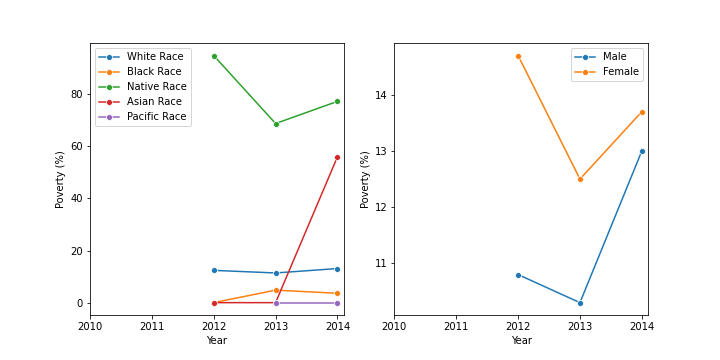 White Race
Black Race
Native Race
Asian Race
Pacific Race
Poverty (%)
80
60
40
20
0
2010 2011 2012 2013 2014
Year
Male
Female
Poverty (%)
14
13
12
11
2010 2011 2012 2013 2014
Year